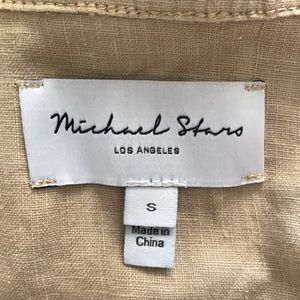 Michael Stars
LOS ANGELES
S
Made in
China